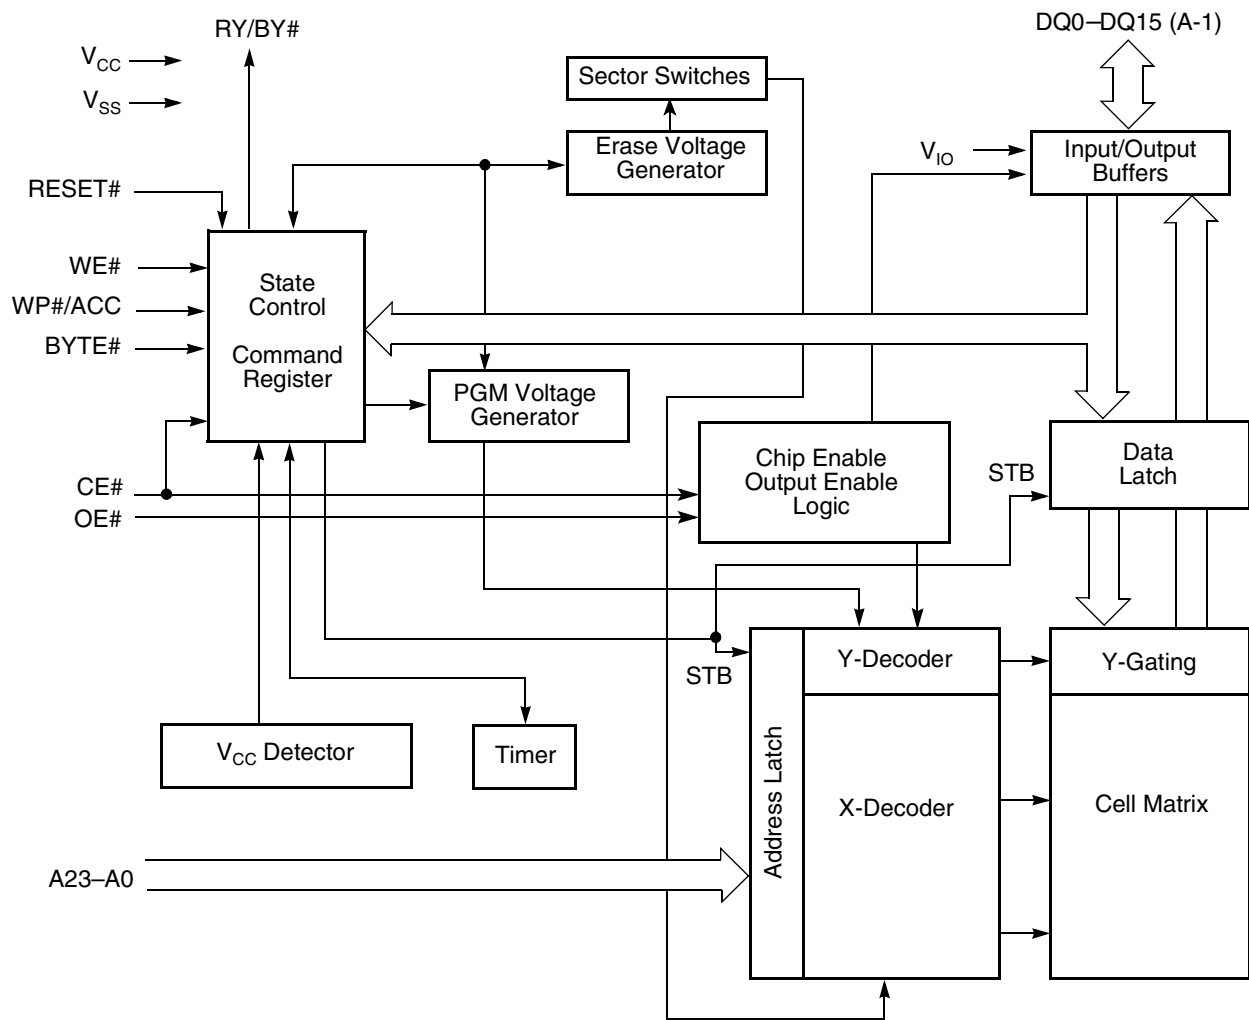 RY/BY#
DQ0–DQ15 (A-1)
VCC
VSS
Sector Switches
Erase Voltage
Generator
VIO
Input/Output
Buffers
RESET#
WE#
WP#/ACC
BYTE#
State
Control
Command
Register
PGM Voltage
Generator
CE#
OE#
Chip Enable
Output Enable
Logic
STB
Data
Latch
STB
Y-Decoder
Y-Gating
VCC Detector
Timer
Address Latch
X-Decoder
Cell Matrix
A23–A0